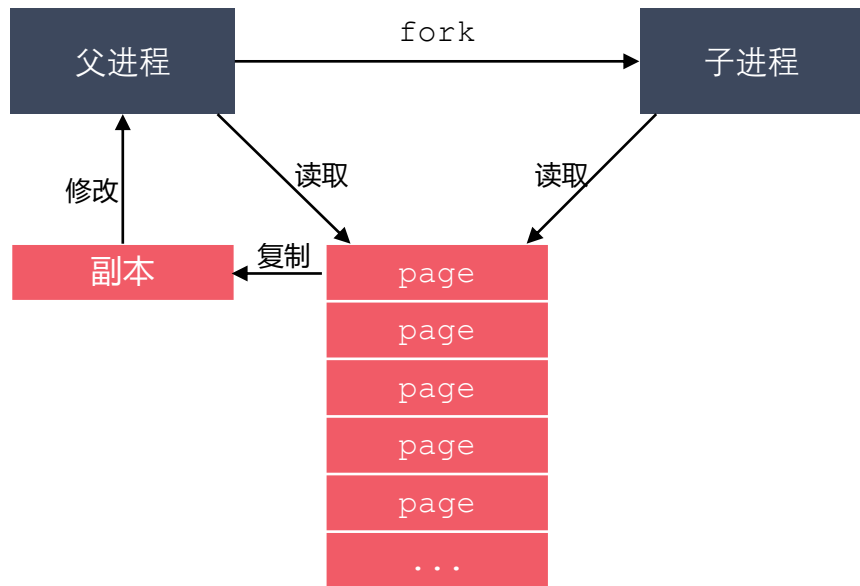 fork
父进程
子进程
读取
读取
修改
复制
副本
page
page
page
page
page
...